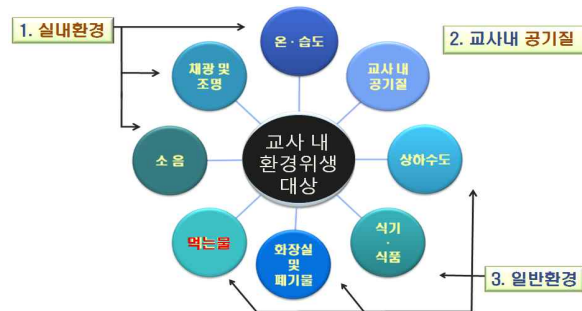 1. 실내환경
온 · 습도
2. 교사내 공기질
채광 및
조명
교사 내
공기질
소 음
교사 내
환경위생
대상
상하수도
먹는물
화장실
및
폐기물
식기
·
식품
3. 일반환경